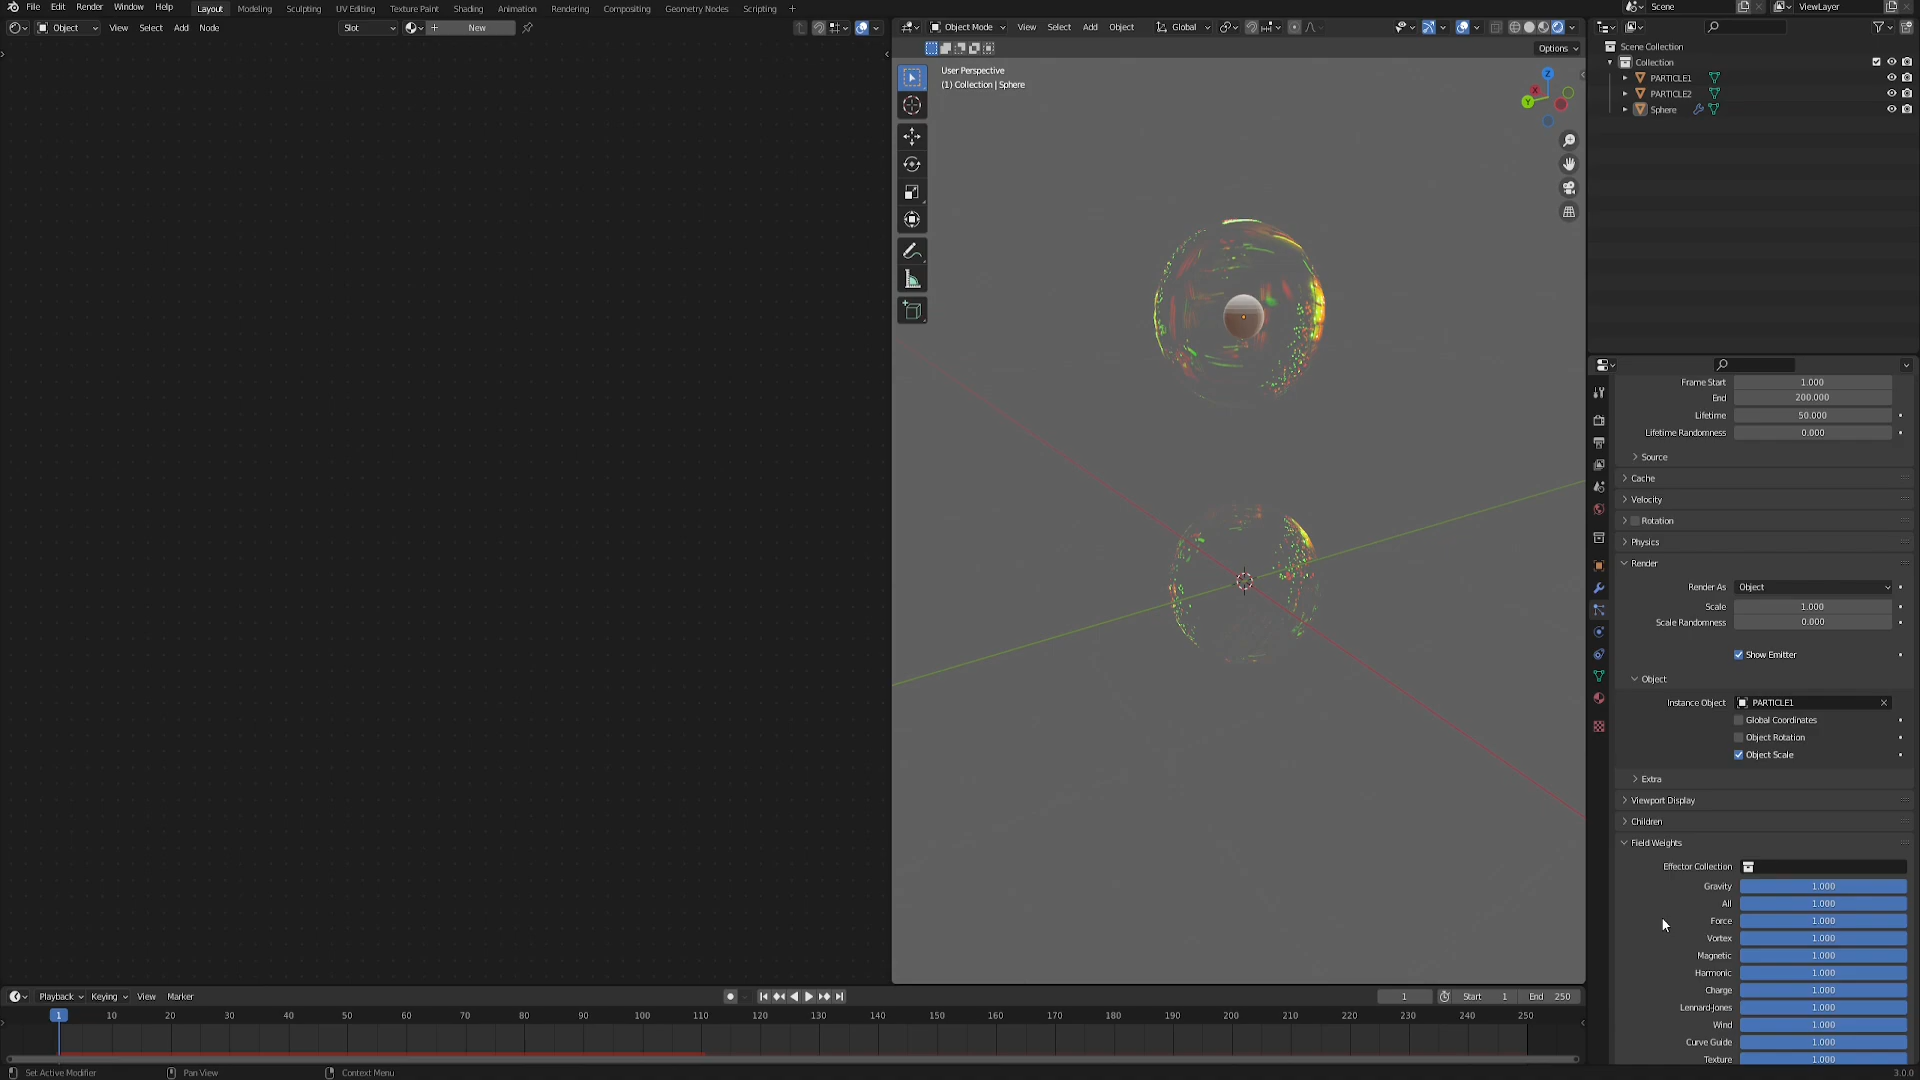 File Edit Render Window Help Layout Modeling Sculpting UV Editing Texture Paint Shading Animation Rendering Compositing Geometry Nodes Scripting + Scene ViewLayer
Object View Select Add Node Slot New
Object Mode View Select Add Object Global
Options
User Perspective
(1) Collection | Sphere
Z
X
Y
Scene Collection
Collection
PARTICLE1
PARTICLE2
Sphere
Frame Start 1.000
End 200.000
Lifetime 50.000
Lifetime Randomness 0.000
Source
Cache
Velocity
Rotation
Physics
Render
Render As Object
Scale 1.000
Scale Randomness 0.000
Show Emitter
Object
Instance Object PARTICLE1
Global Coordinates
Object Rotation
Object Scale
Extra
Viewport Display
Children
Field Weights
Effector Collection
Gravity 1.000
All 1.000
Force 1.000
Vortex 1.000
Magnetic 1.000
Harmonic 1.000
Charge 1.000
Lennard-Jones 1.000
Wind 1.000
Curve Guide 1.000
Texture 1.000
Playback Keying View Marker 1 Start 1 End 250
1 10 20 30 40 50 60 70 80 90 100 110 120 130 140 150 160 170 180 190 200 210 220 230 240 250
Set Active Modifier Pan View Context Menu 3.0.0